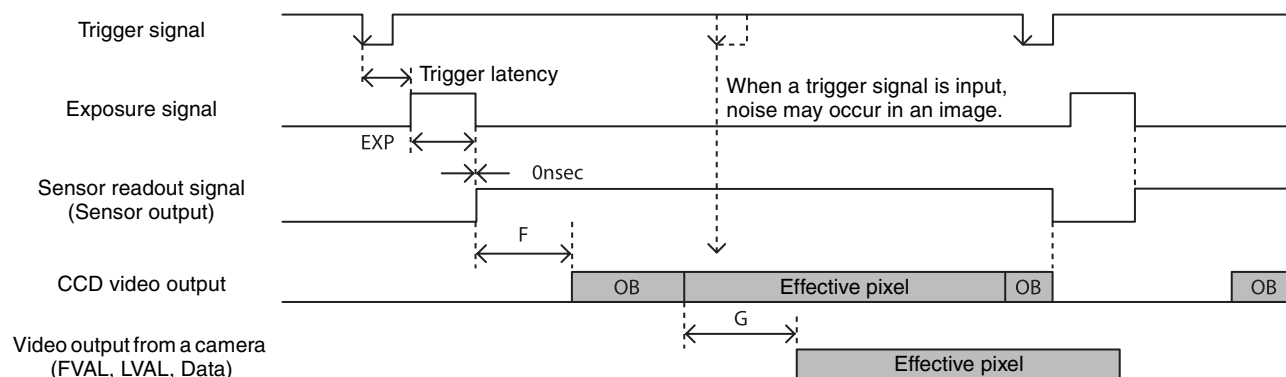 Trigger signal
Trigger latency
When a trigger signal is input,
noise may occur in an image.
Exposure signal
EXP
0nsec
Sensor readout signal
(Sensor output)
F
CCD video output
OB
Effective pixel
OB
OB
G
Video output from a camera
(FVAL, LVAL, Data)
Effective pixel